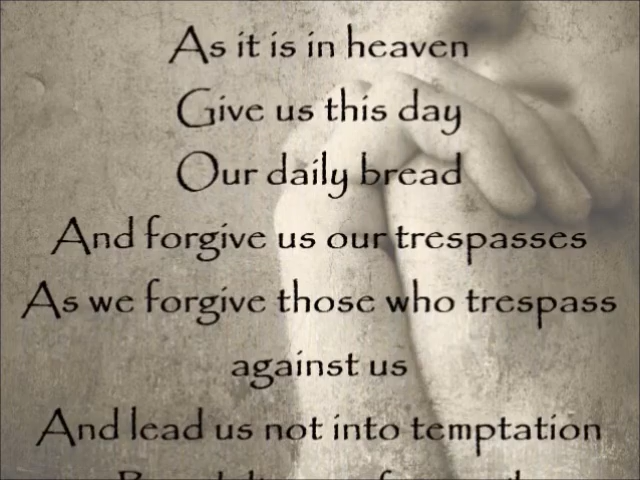 As it is in heaven
Give us this day
Our daily bread
And forgive us our trespasses
As we forgive those who trespass
against us
And lead us not into temptation